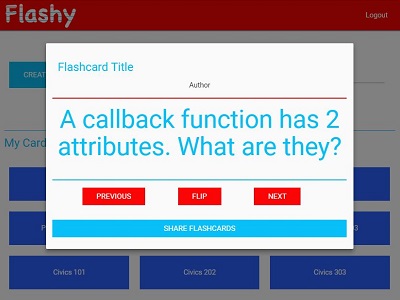 Flashy
Logout
CREAT
Flashcard Title
Author
A callback function has 2
attributes. What are they?
My Card
PREVIOUS
FLIP
NEXT
SHARE FLASHCARDS
Civics 101
Civics 202
Civics 303